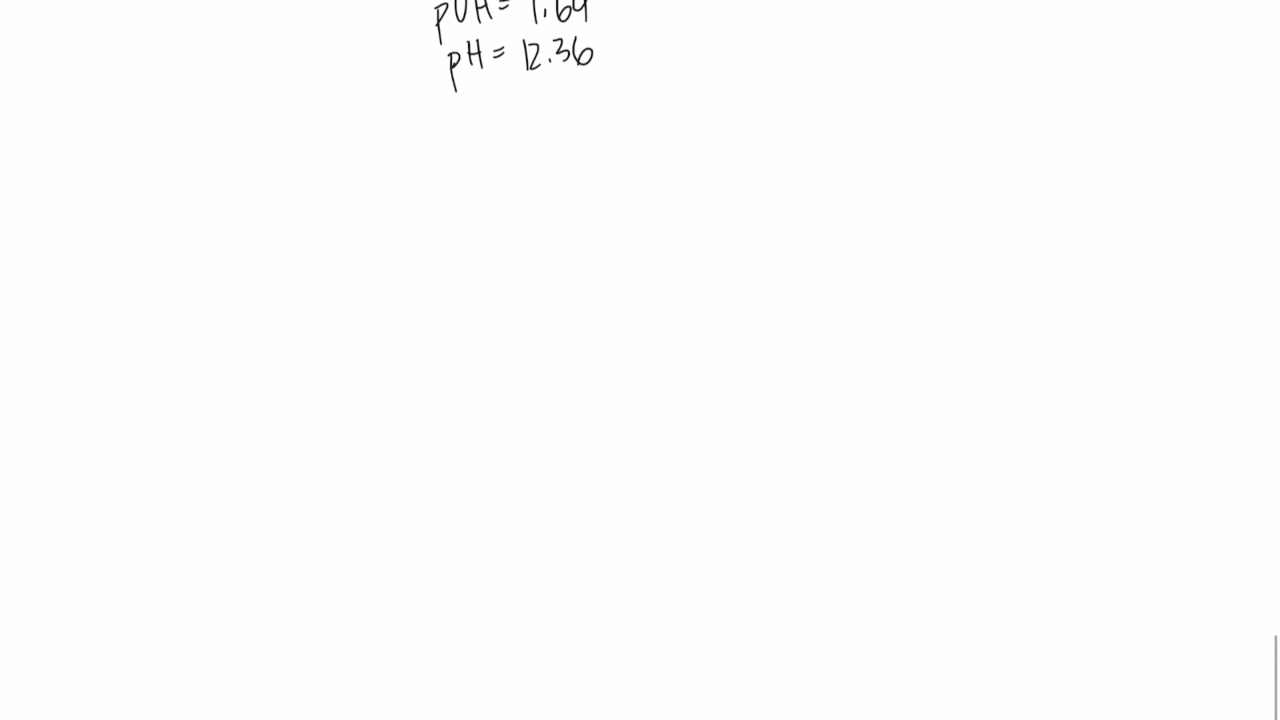 pOH = 1.64
pH = 12.36